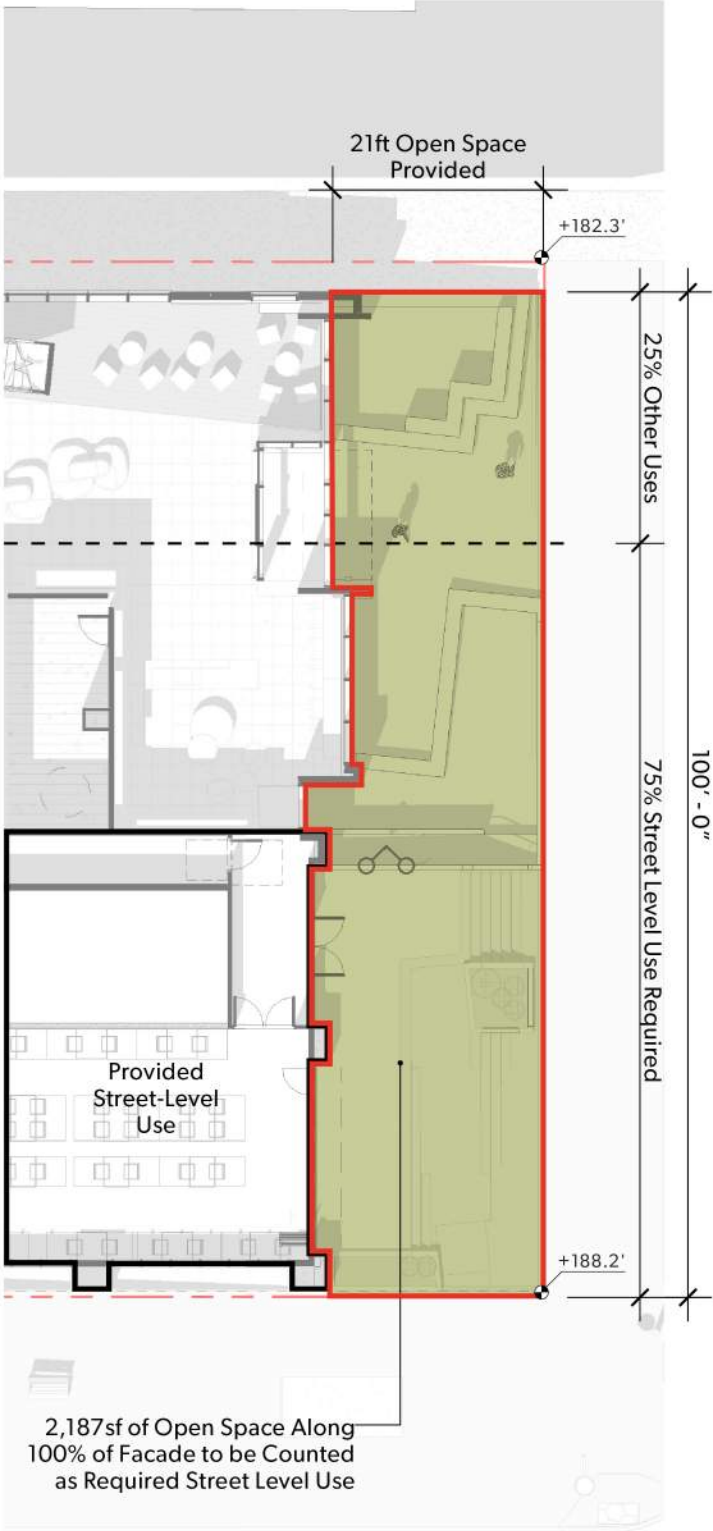 21ft Open Space
Provided
+182.3'
25% Other Uses
100' - 0"
75% Street Level Use Required
Provided
Street-Level
Use
+188.2'
2,187sf of Open Space Along
100% of Facade to be Counted
as Required Street Level Use